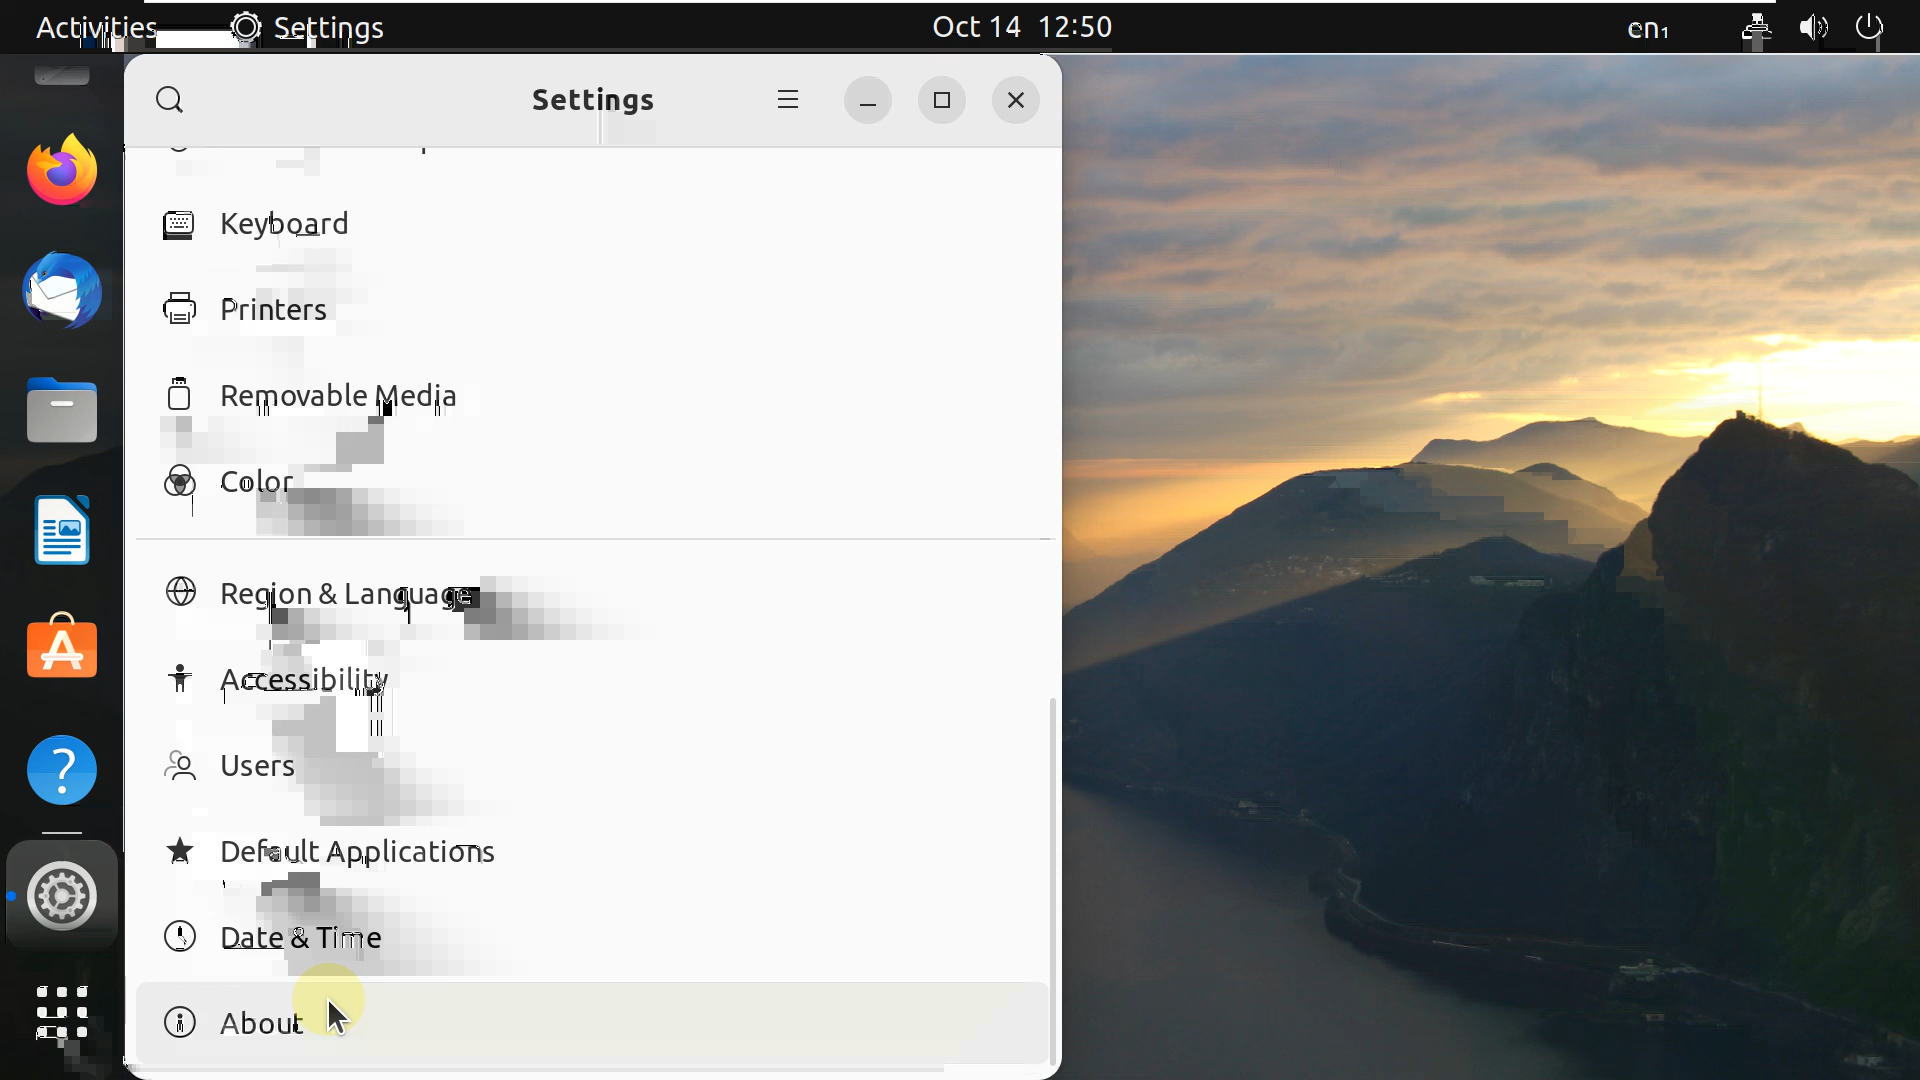 Activities Settings Oct 14 12:50 en₁
Settings
Keyboard
Printers
Removable Media
Color
Region & Language
Accessibility
Users
Default Applications
Date & Time
About